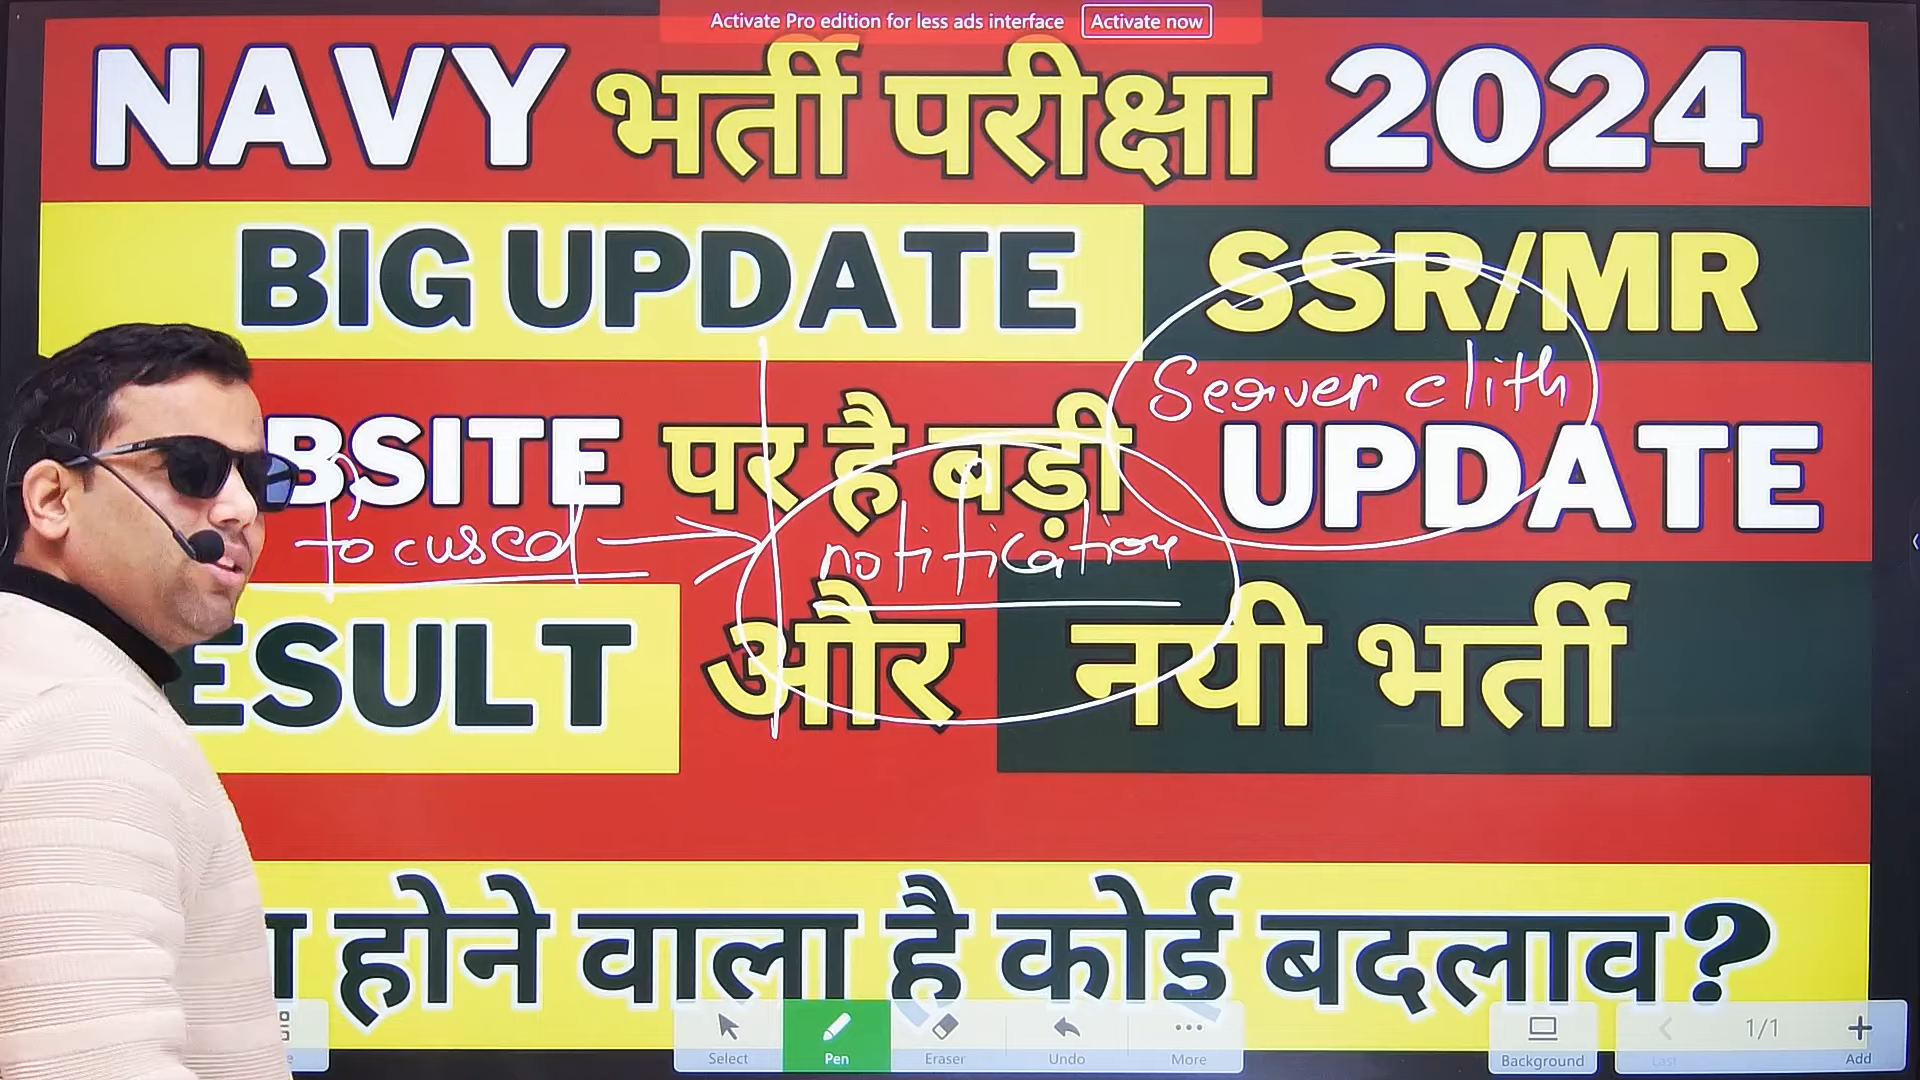 Activate Pro edition for less ads interface Activate now
NAVY भर्ती परीक्षा 2024
BIG UPDATE SSR/MR
Server clith
BSITE पर है बड़ी UPDATE
focused notification
ESULT और नयी भर्ती
होने वाला है कोई बदलाव?
Select Pen Eraser Undo More Background Last 1/1 Add